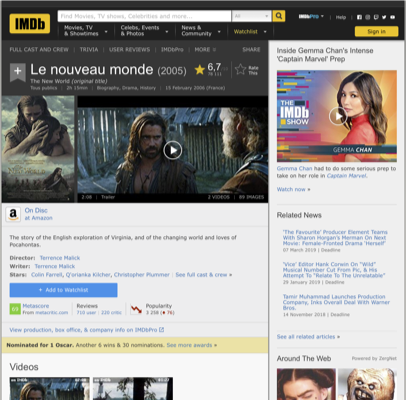 IMDb
Find Movies, TV shows, Celebrities and more...
All
IMDbPro
Help
Movies, TV & Showtimes
Celebs, Events & Photos
News & Community
Watchlist
Sign in
FULL CAST AND CREW | TRIVIA | USER REVIEWS | IMDbPro | MORE
SHARE
Le nouveau monde (2005)
The New World (original title)
Tous publics | 2h 15min | Biography, Drama, History | 15 February 2006 (France)
6,7
Rate This
2:08 | Trailer
2 VIDEOS | 89 IMAGES
On Disc
at Amazon
The story of the English exploration of Virginia, and of the changing world and loves of
Pocahontas.
Director: Terrence Malick
Writer: Terrence Malick
Stars: Colin Farrell, Q'orianka Kilcher, Christopher Plummer | See full cast & crew »
+ Add to Watchlist
Metascore
From metacritic.com
Reviews
710 user | 220 critic
Popularity
View production, box office, & company info on IMDbPro
Nominated for 1 Oscar. Another 6 wins & 30 nominations. See more awards »
Videos
Inside Gemma Chan's Intense
'Captain Marvel' Prep
THE
IMDb
SHOW
GEMMA CHAN
Gemma Chan had to do some serious prep
to take on her role in Captain Marvel.
Watch now »
Related News
'The Favourite' Producer Element Teams
With Sharon Horgan's Merman On Next
Movie: Female-Fronted Drama 'Herself'
07 March 2019 | Deadline
'Vice' Editor Hank Corwin On "Wild"
Musical Number Cut From Pic, & His
Attempt To "Relate To The Unrelatable"
29 January 2019 | Deadline
Tamir Muhammad Launches Production
Company, Inks Overall Deal With Warner
Bros.
14 November 2018 | Deadline
See all related articles »
Around The Web
Powered by ZergNet